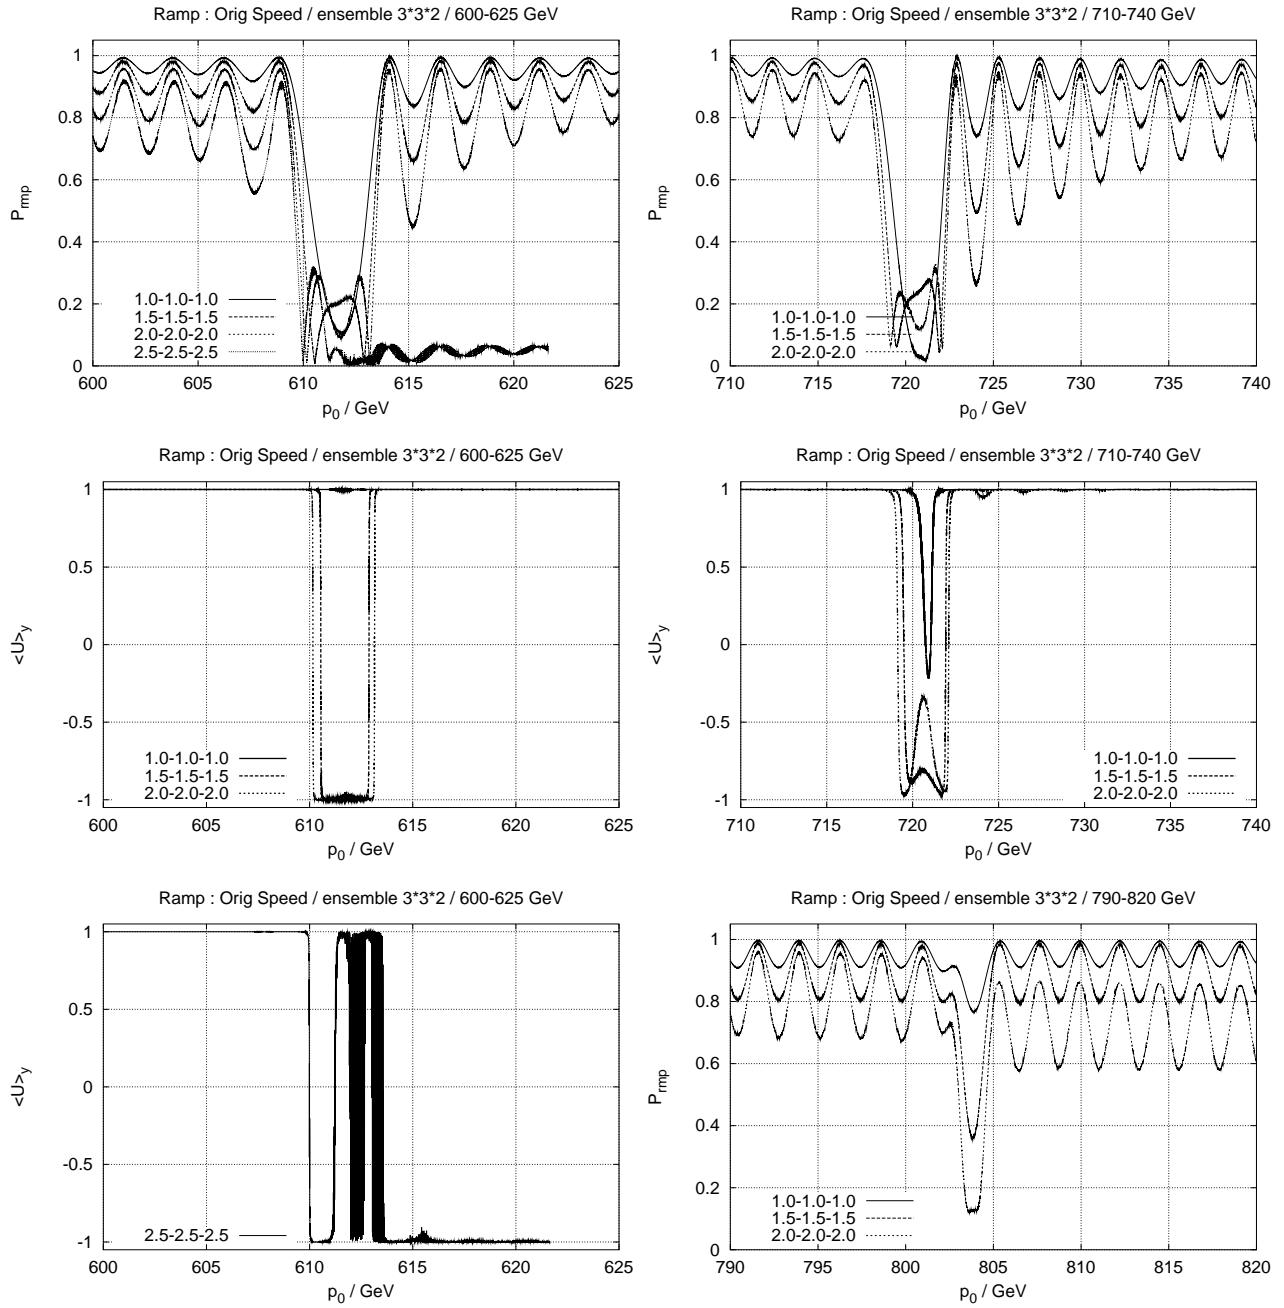 Ramp : Orig Speed / ensemble 3*3*2 / 600-625 GeV
1
0.8
0.6
0.4
0.2
0
P_rmp
1.0-1.0-1.0
1.5-1.5-1.5
2.0-2.0-2.0
2.5-2.5-2.5
600 605 610 615 620 625
p_0 / GeV
Ramp : Orig Speed / ensemble 3*3*2 / 710-740 GeV
1
0.8
0.6
0.4
0.2
0
P_rmp
1.0-1.0-1.0
1.5-1.5-1.5
2.0-2.0-2.0
710 715 720 725 730 735 740
p_0 / GeV
Ramp : Orig Speed / ensemble 3*3*2 / 600-625 GeV
1
0.5
0
-0.5
-1
<U>_y
1.0-1.0-1.0
1.5-1.5-1.5
2.0-2.0-2.0
600 605 610 615 620 625
p_0 / GeV
Ramp : Orig Speed / ensemble 3*3*2 / 710-740 GeV
1
0.5
0
-0.5
-1
<U>_y
1.0-1.0-1.0
1.5-1.5-1.5
2.0-2.0-2.0
710 715 720 725 730 735 740
p_0 / GeV
Ramp : Orig Speed / ensemble 3*3*2 / 600-625 GeV
1
0.5
0
-0.5
-1
<U>_y
2.5-2.5-2.5
600 605 610 615 620 625
p_0 / GeV
Ramp : Orig Speed / ensemble 3*3*2 / 790-820 GeV
1
0.8
0.6
0.4
0.2
0
P_rmp
1.0-1.0-1.0
1.5-1.5-1.5
2.0-2.0-2.0
790 795 800 805 810 815 820
p_0 / GeV